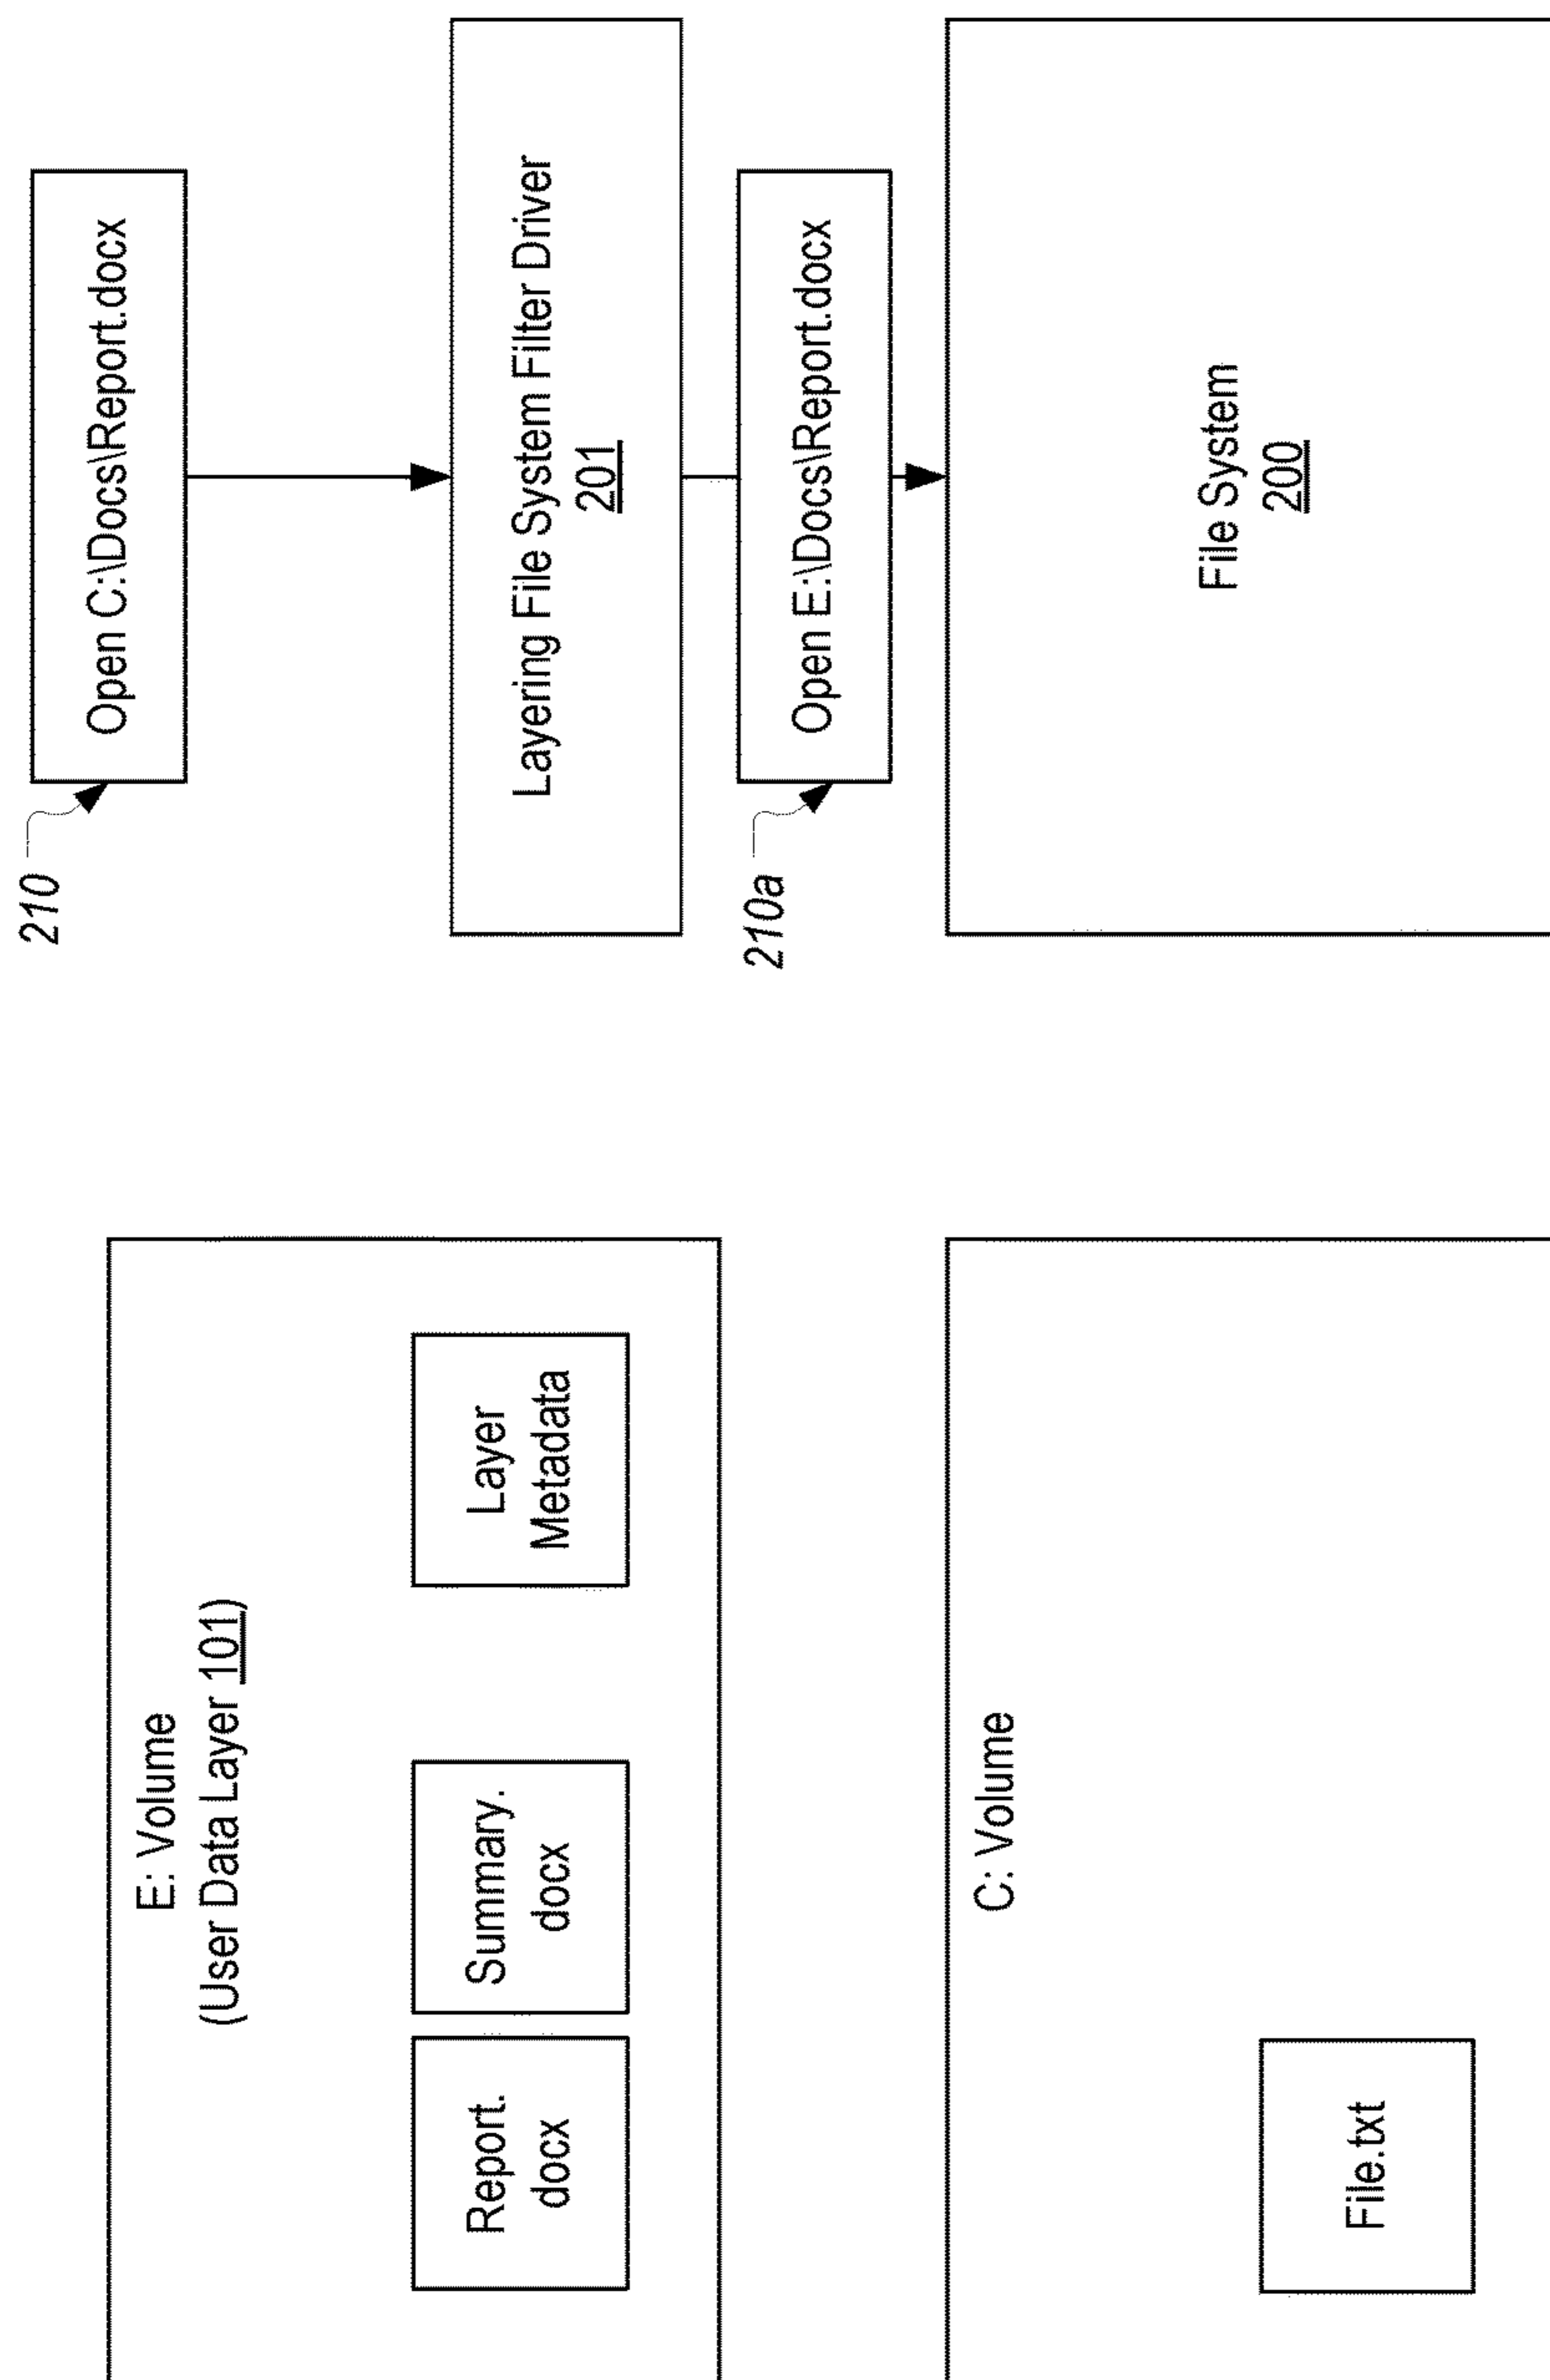 E: Volume
(User Data Layer 101)
Report.
docx
Summary.
docx
Layer
Metadata
C: Volume
File.txt
210
Open C:\Docs\Report.docx
Layering File System Filter Driver
201
210a
Open E:\Docs\Report.docx
File System
200